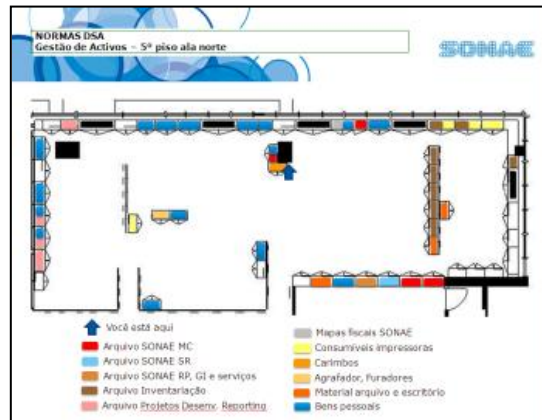 NORMAS DSA
Gestão de Activos – 5º piso ala norte
SONAE
Você está aqui
Arquivo SONAE MC
Arquivo SONAE SR
Arquivo SONAE RP, GI e serviços
Arquivo Inventariação
Arquivo Projetos Desenv. Reporting
Mapas fiscais SONAE
Consumíveis impressoras
Carimbos
Agrafador, Furadores
Material arquivo e escritório
Bens pessoais